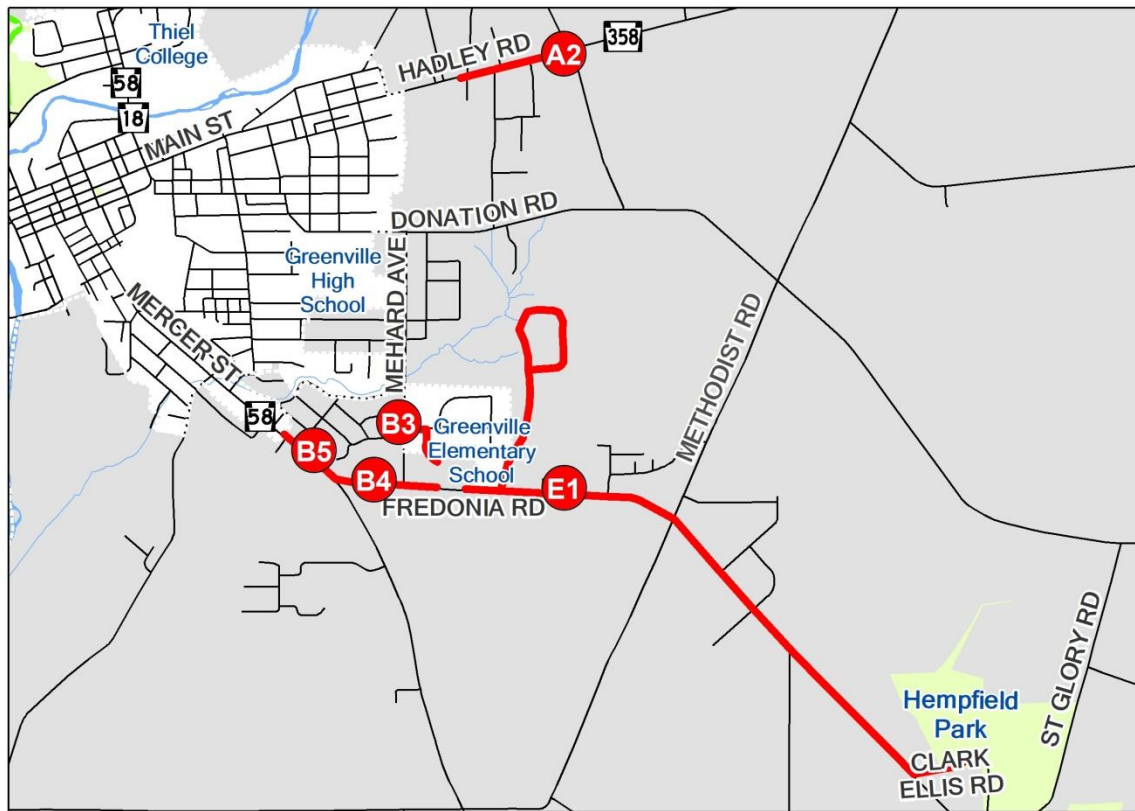 Thiel
College
58
18
MAIN ST
HADLEY RD
A2
358
DONATION RD
Greenville
High
School
MEHARD AVE
MERCER ST
58
METHODIST RD
B3
B5
Greenville
Elementary
School
B4
E1
FREDONIA RD
ST GLORY RD
Hempfield
Park
CLARK
ELLIS RD